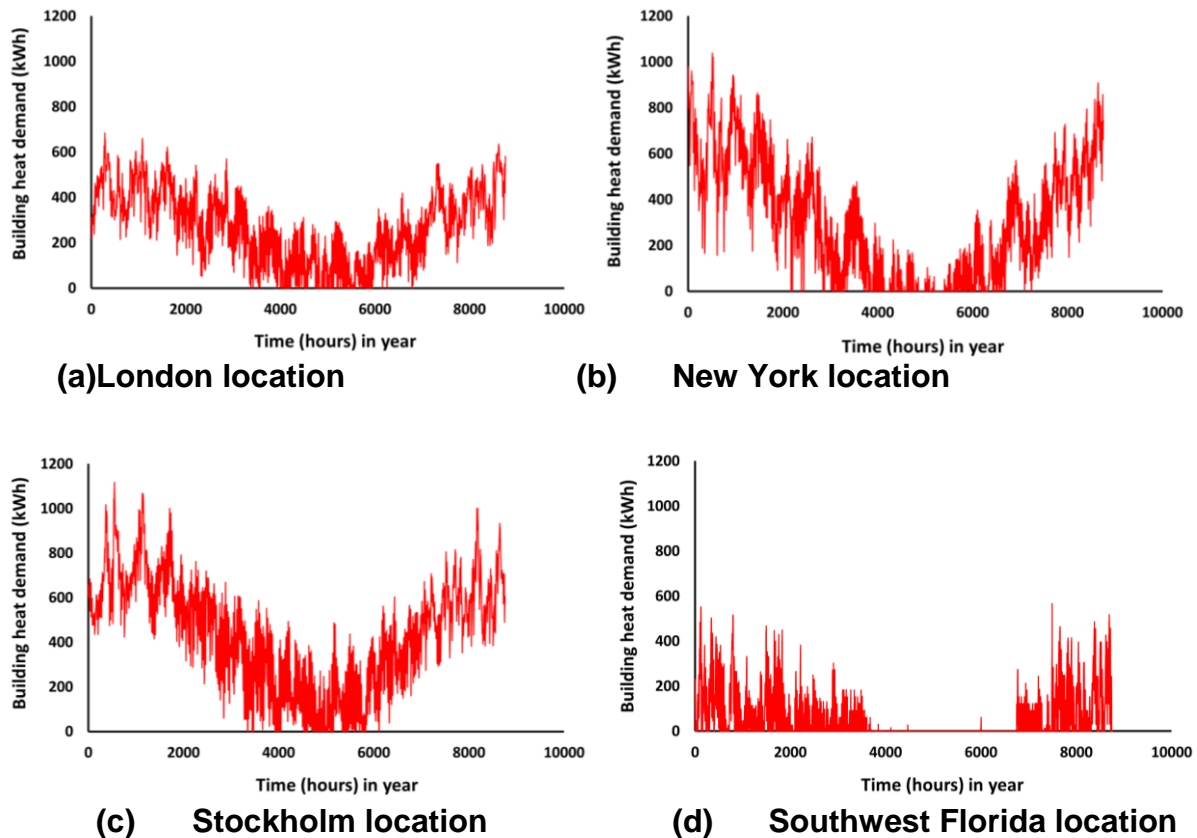 Building heat demand (kWh)
1200
1000
800
600
400
200
0
0 2000 4000 6000 8000 10000
Time (hours) in year
(a)London location
Building heat demand (kWh)
1200
1000
800
600
400
200
0
0 2000 4000 6000 8000 10000
Time (hours) in year
(b) New York location
Building heat demand (kWh)
1200
1000
800
600
400
200
0
0 2000 4000 6000 8000 10000
Time (hours) in year
(c) Stockholm location
Building heat demand (kWh)
1200
1000
800
600
400
200
0
0 2000 4000 6000 8000 10000
Time (hours) in year
(d) Southwest Florida location